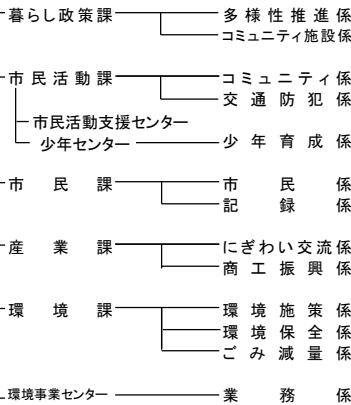 暮らし政策課 多様性推進係
コミュニティ施設係
市民活動課 コミュニティ係
交通防犯係
市民活動支援センター
少年センター 少年育成係
市民課 市民係
記録係
産業課 にぎわい交流係
商工振興係
環境課 環境施策係
環境保全係
ごみ減量係
環境事業センター 業務係